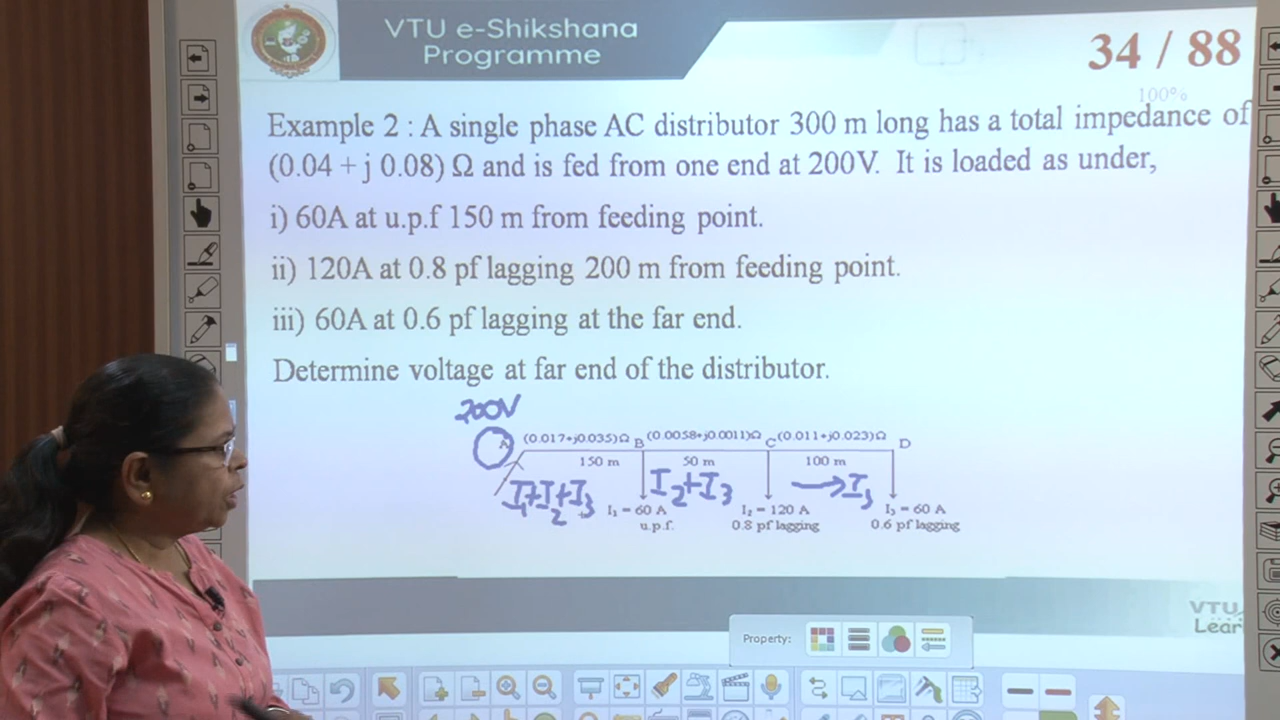 VTU e-Shikshana
Programme
34 / 88
100%
Example 2 : A single phase AC distributor 300 m long has a total impedance of
(0.04 + j 0.08) Ω and is fed from one end at 200V. It is loaded as under,
i) 60A at u.p.f 150 m from feeding point.
ii) 120A at 0.8 pf lagging 200 m from feeding point.
iii) 60A at 0.6 pf lagging at the far end.
Determine voltage at far end of the distributor.
200V
A (0.017+j0.035)Ω B (0.0058+j0.0011)Ω C (0.011+j0.023)Ω D
150 m 50 m 100 m
I₁+I₂+I₃ I₂+I₃ → I₃
I₁ = 60 A I₂ = 120 A I₃ = 60 A
u.p.f. 0.8 pf lagging 0.6 pf lagging
VTU
Lear
Property: